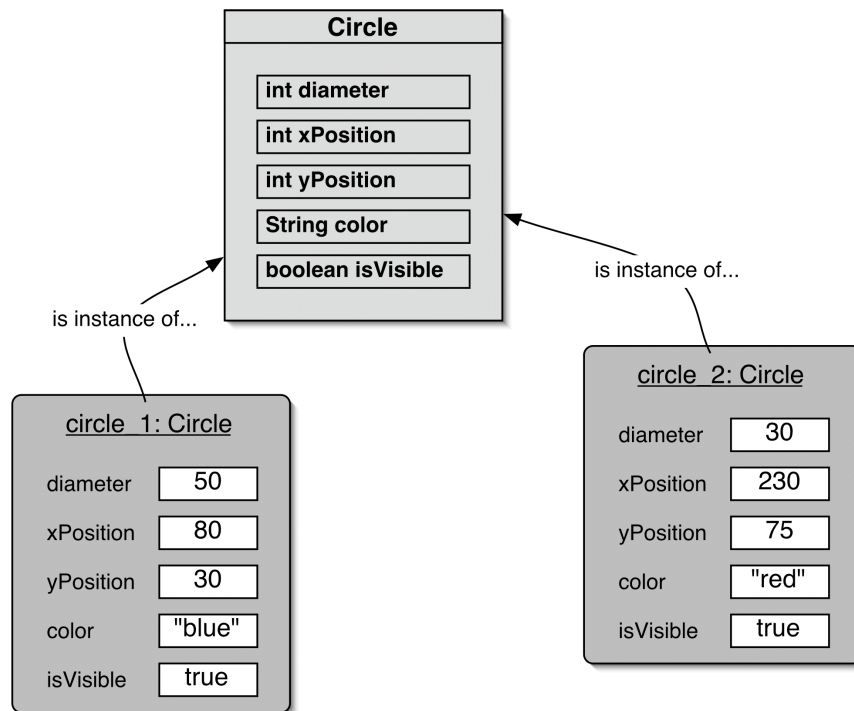 Circle
int diameter
int xPosition
int yPosition
String color
boolean isVisible
is instance of...
is instance of...
circle_1: Circle
diameter 50
xPosition 80
yPosition 30
color "blue"
isVisible true
circle_2: Circle
diameter 30
xPosition 230
yPosition 75
color "red"
isVisible true